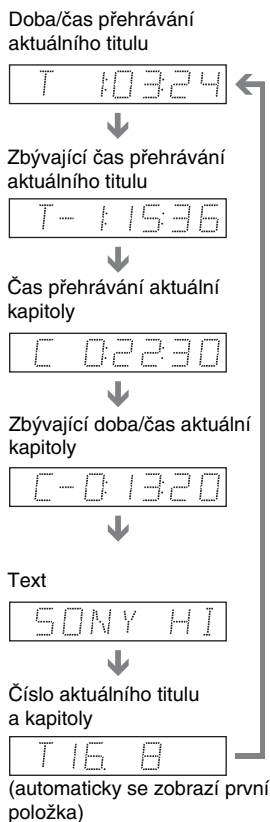 Doba/čas přehrávání
aktuálního titulu
T 1:03:24
Zbývající čas přehrávání
aktuálního titulu
T- 1:15:36
Čas přehrávání aktuální
kapitoly
C 0:22:30
Zbývající doba/čas aktuální
kapitoly
C-0:13:20
Text
SONY HI
Číslo aktuálního titulu
a kapitoly
T16. 8
(automaticky se zobrazí první
položka)